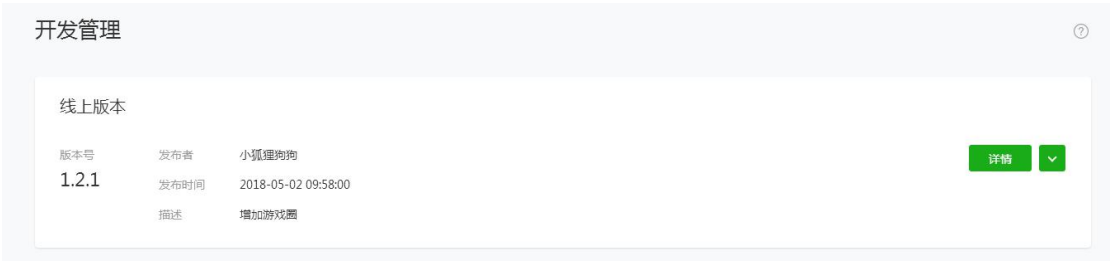 开发管理
线上版本
版本号 发布者 小狐狸狗狗 详情
1.2.1 发布时间 2018-05-02 09:58:00
描述 增加游戏圈